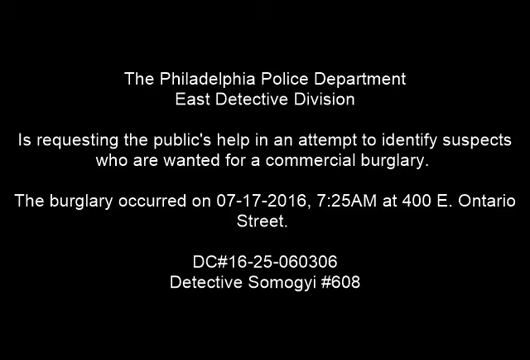 The Philadelphia Police Department
East Detective Division
Is requesting the public's help in an attempt to identify suspects
who are wanted for a commercial burglary.
The burglary occurred on 07-17-2016, 7:25AM at 400 E. Ontario
Street.
DC#16-25-060306
Detective Somogyi #608